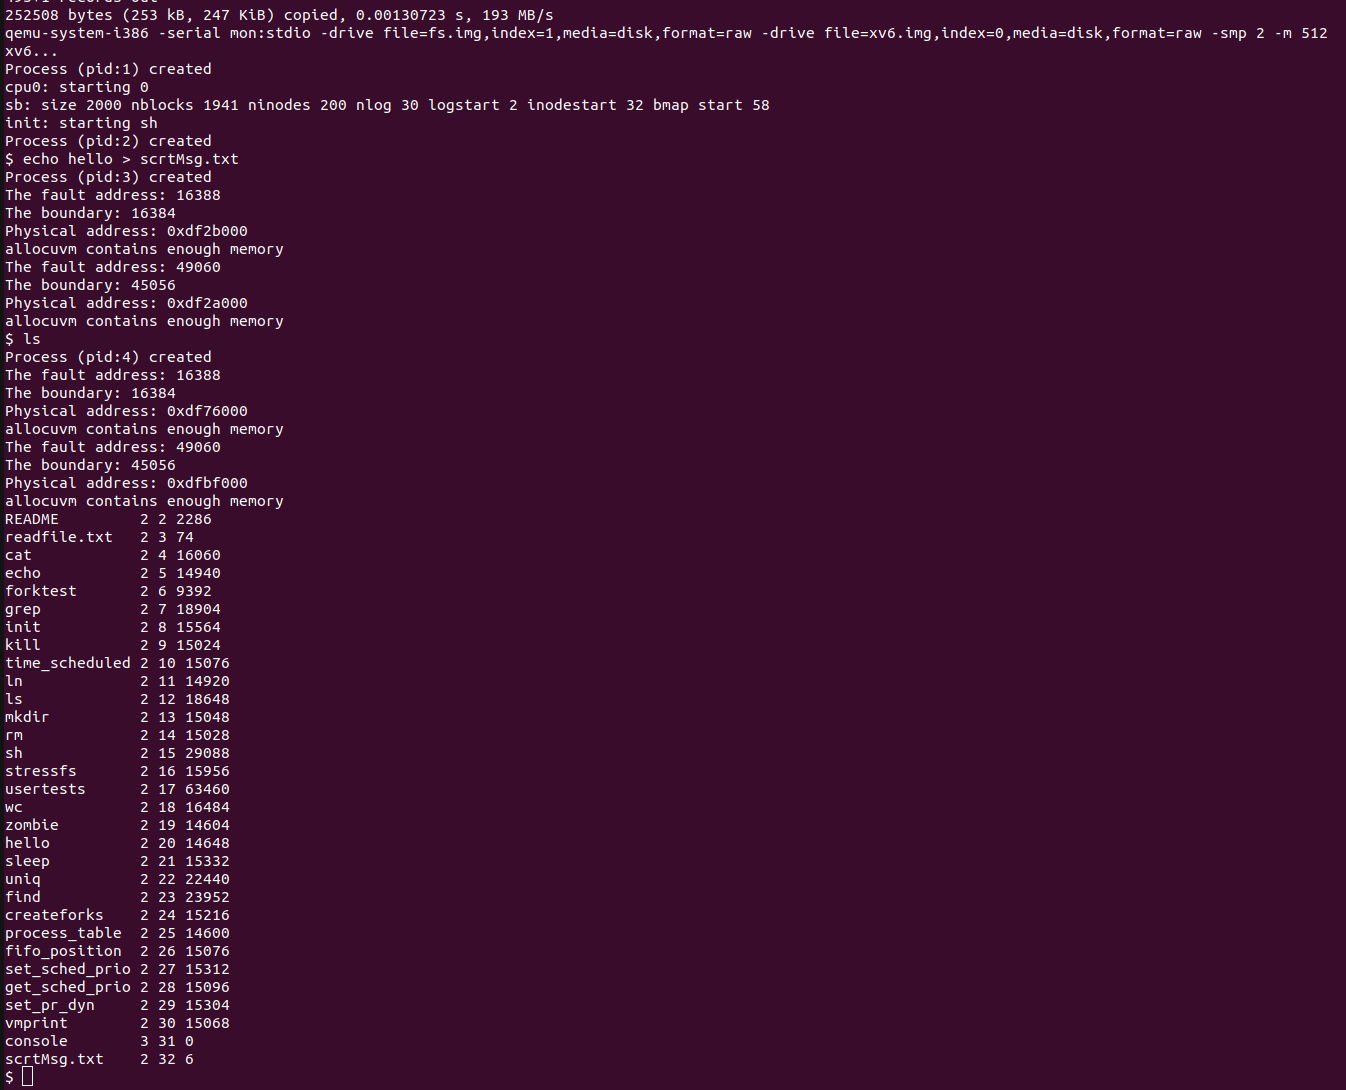 252508 bytes (253 kB, 247 KiB) copied, 0.00130723 s, 193 MB/s
qemu-system-i386 -serial mon:stdio -drive file=fs.img,index=1,media=disk,format=raw -drive file=xv6.img,index=0,media=disk,format=raw -smp 2 -m 512
xv6...
Process (pid:1) created
cpu0: starting 0
sb: size 2000 nblocks 1941 ninodes 200 nlog 30 logstart 2 inodestart 32 bmap start 58
init: starting sh
Process (pid:2) created
$ echo hello > scrtMsg.txt
Process (pid:3) created
The fault address: 16388
The boundary: 16384
Physical address: 0xdf2b000
allocuvm contains enough memory
The fault address: 49060
The boundary: 45056
Physical address: 0xdf2a000
allocuvm contains enough memory
$ ls
Process (pid:4) created
The fault address: 16388
The boundary: 16384
Physical address: 0xdf76000
allocuvm contains enough memory
The fault address: 49060
The boundary: 45056
Physical address: 0xdfbf000
allocuvm contains enough memory
README         2 2 2286
readfile.txt   2 3 74
cat            2 4 16060
echo           2 5 14940
forktest       2 6 9392
grep           2 7 18904
init           2 8 15564
kill           2 9 15024
time_scheduled 2 10 15076
ln             2 11 14920
ls             2 12 18648
mkdir          2 13 15048
rm             2 14 15028
sh             2 15 29088
stressfs       2 16 15956
usertests      2 17 63460
wc             2 18 16484
zombie         2 19 14604
hello          2 20 14648
sleep          2 21 15332
uniq           2 22 22440
find           2 23 23952
createforks    2 24 15216
process_table  2 25 14600
fifo_position  2 26 15076
set_sched_prio 2 27 15312
get_sched_prio 2 28 15096
set_pr_dyn     2 29 15304
vmprint        2 30 15068
console        3 31 0
scrtMsg.txt    2 32 6
$